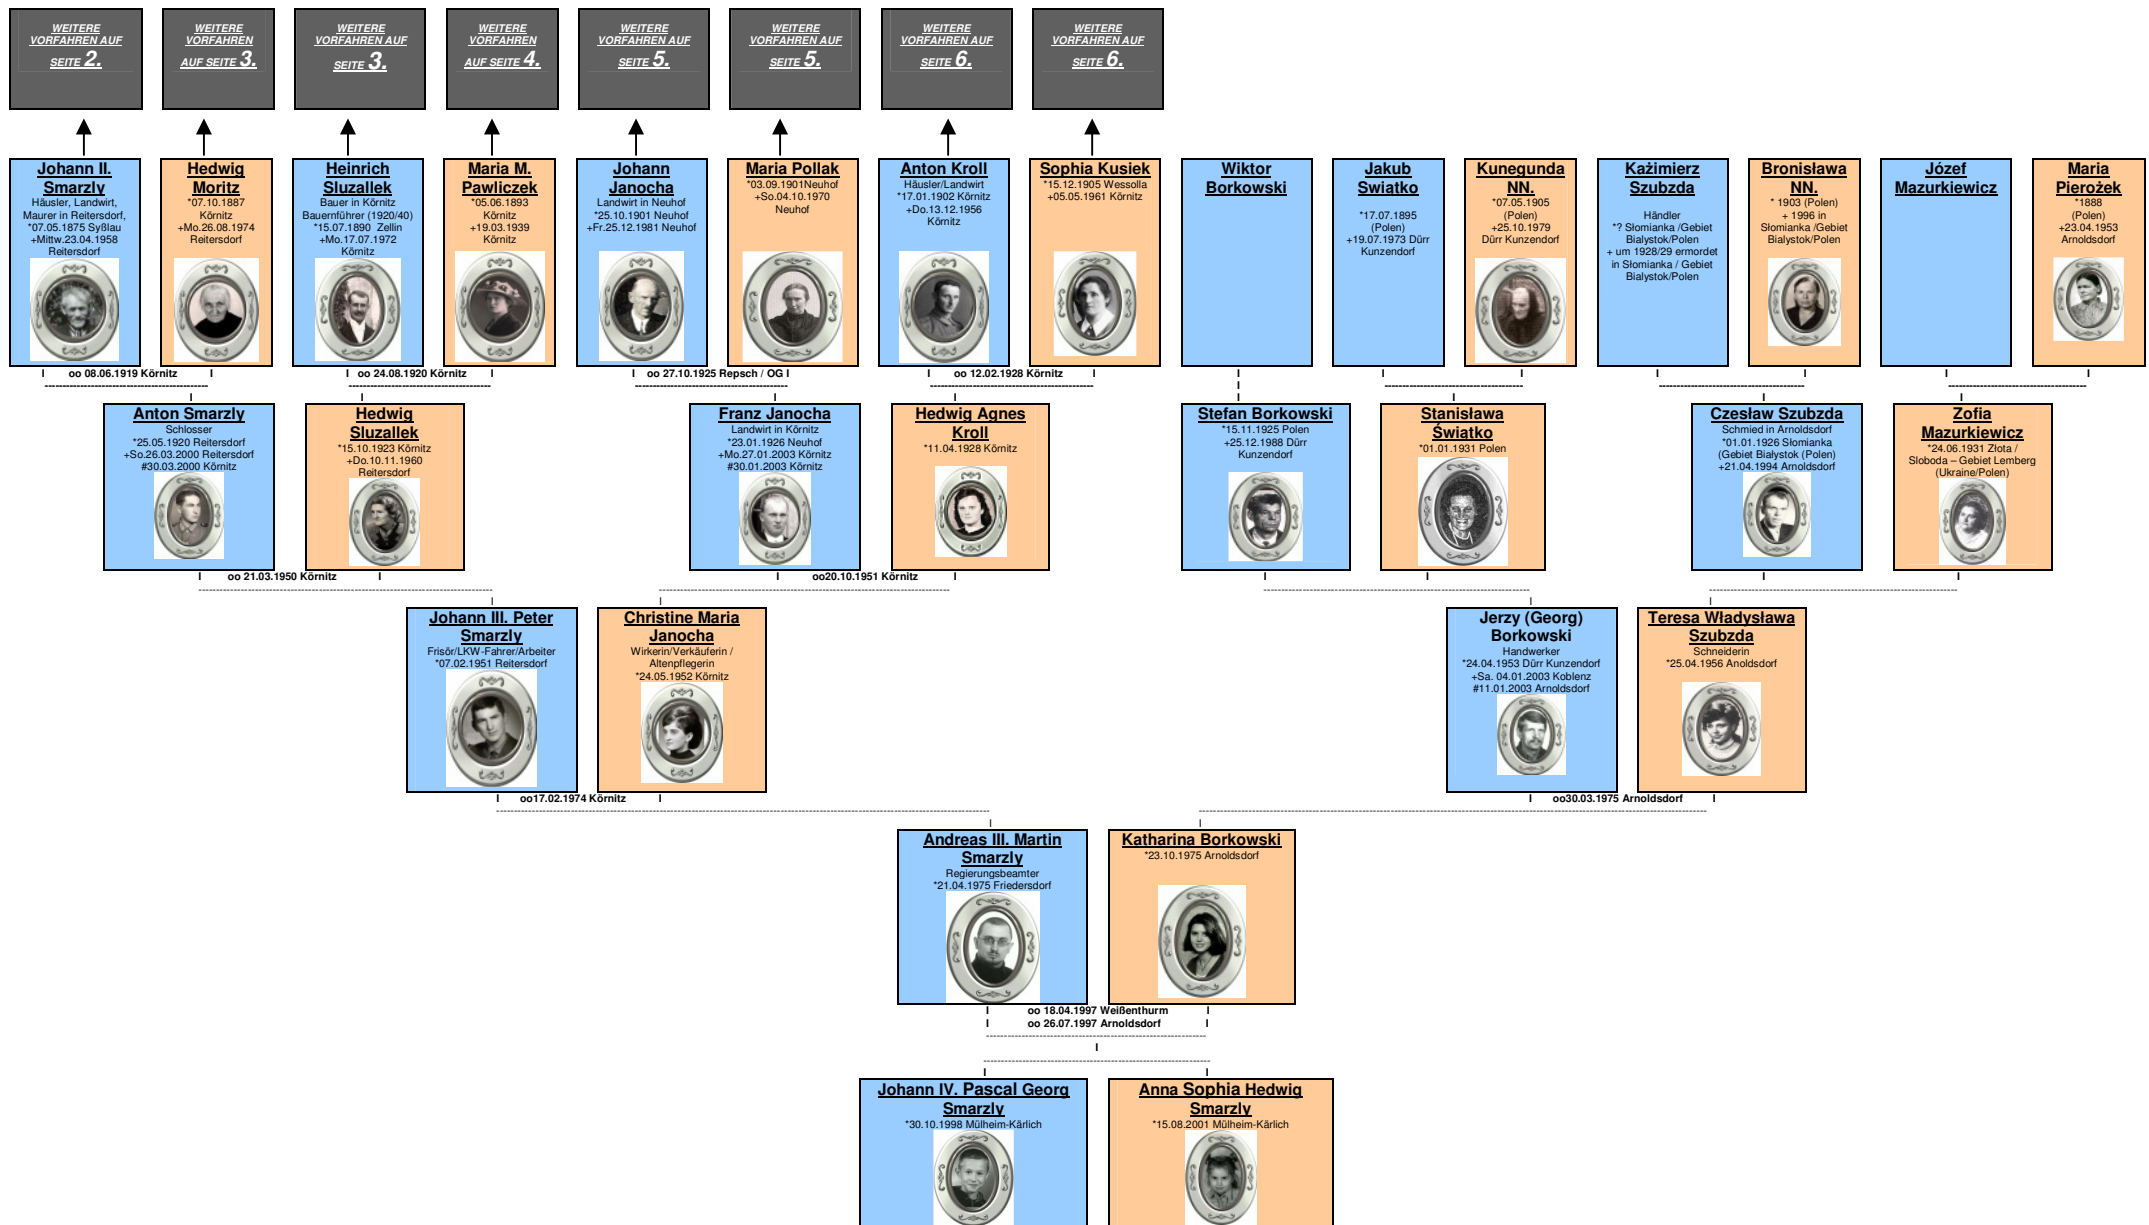 WEITERE
VORFAHREN AUF
SEITE 2.
WEITERE
VORFAHREN
AUF SEITE 3.
WEITERE
VORFAHREN AUF
SEITE 3.
WEITERE
VORFAHREN
AUF SEITE 4.
WEITERE
VORFAHREN AUF
SEITE 5.
WEITERE
VORFAHREN AUF
SEITE 5.
WEITERE
VORFAHREN AUF
SEITE 6.
WEITERE
VORFAHREN AUF
SEITE 6.
Johann II.
Smarzly
Häusler, Landwirt,
Maurer in Reitersdorf,
*07.05.1875 Syßlau
+Mittw.23.04.1958
Reitersdorf
Hedwig
Moritz
*07.10.1887
Körnitz
+Mo.26.08.1974
Reitersdorf
Heinrich
Sluzallek
Bauer in Körnitz
Bauernführer (1920/40)
*15.07.1890 Zellin
+Mo.17.07.1972
Körnitz
Maria M.
Pawliczek
*05.06.1893
Körnitz
+19.03.1939
Körnitz
Johann
Janocha
Landwirt in Neuhof
*25.10.1901 Neuhof
+Fr.25.12.1981 Neuhof
Maria Pollak
*03.09.1901Neuhof
+So.04.10.1970
Neuhof
Anton Kroll
Häusler/Landwirt
*17.01.1902 Körnitz
+Do.13.12.1956
Körnitz
Sophia Kusiek
*15.12.1905 Wessolla
+05.05.1961 Körnitz
Wiktor
Borkowski
Jakub
Swiatko
*17.07.1895
(Polen)
+19.07.1973 Dürr
Kunzendorf
Kunegunda
NN.
*07.05.1905
(Polen)
+25.10.1979
Dürr Kunzendorf
Każimierz
Szubzda
Händler
*? Słomianka /Gebiet
Bialystok/Polen
+ um 1928/29 ermordet
in Słomianka / Gebiet
Bialystok/Polen
Bronisława
NN.
* 1903 (Polen)
+ 1996 in
Słomianka /Gebiet
Bialystok/Polen
Józef
Mazurkiewicz
Maria
Pierożek
*1888
(Polen)
+23.04.1953
Arnoldsdorf
oo 08.06.1919 Körnitz
oo 24.08.1920 Körnitz
oo 27.10.1925 Repsch / OG
oo 12.02.1928 Körnitz
Anton Smarzly
Schlosser
*25.05.1920 Reitersdorf
+So.26.03.2000 Reitersdorf
#30.03.2000 Körnitz
Hedwig
Sluzallek
*15.10.1923 Körnitz
+Do.10.11.1960
Reitersdorf
Franz Janocha
Landwirt in Körnitz
*23.01.1926 Neuhof
+Mo.27.01.2003 Körnitz
#30.01.2003 Körnitz
Hedwig Agnes
Kroll
*11.04.1928 Körnitz
Stefan Borkowski
*15.11.1925 Polen
+25.12.1988 Dürr
Kunzendorf
Stanisława
Światko
*01.01.1931 Polen
Czesław Szubzda
Schmied in Arnoldsdorf
*01.01.1926 Słomianka
(Gebiet Białystok (Polen)
+21.04.1994 Arnoldsdorf
Zofia
Mazurkiewicz
*24.06.1931 Złota /
Sloboda – Gebiet Lemberg
(Ukraine/Polen)
oo 21.03.1950 Körnitz
oo20.10.1951 Körnitz
Johann III. Peter
Smarzly
Frisör/LKW-Fahrer/Arbeiter
*07.02.1951 Reitersdorf
Christine Maria
Janocha
Wirkerin/Verkäuferin /
Altenpflegerin
*24.05.1952 Körnitz
Jerzy (Georg)
Borkowski
Handwerker
*24.04.1953 Dürr Kunzendorf
+Sa. 04.01.2003 Koblenz
#11.01.2003 Arnoldsdorf
Teresa Władysława
Szubzda
Schneiderin
*25.04.1956 Anoldsdorf
oo17.02.1974 Körnitz
oo30.03.1975 Arnoldsdorf
Andreas III. Martin
Smarzly
Regierungsbeamter
*21.04.1975 Friedersdorf
Katharina Borkowski
*23.10.1975 Arnoldsdorf
oo 18.04.1997 Weißenthurm
oo 26.07.1997 Arnoldsdorf
Johann IV. Pascal Georg
Smarzly
*30.10.1998 Mülheim-Kärlich
Anna Sophia Hedwig
Smarzly
*15.08.2001 Mülheim-Kärlich